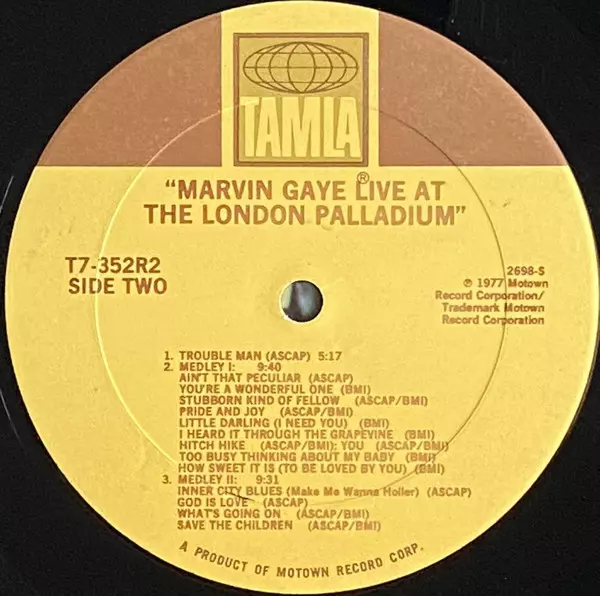 TAMLA
®
"MARVIN GAYE LIVE AT
THE LONDON PALLADIUM"
T7-352R2
SIDE TWO
2698-S
℗ 1977 Motown
Record Corporation/
Trademark Motown
Record Corporation
1. TROUBLE MAN (ASCAP) 5:17
2. MEDLEY I: 9:40
AIN'T THAT PECULIAR (ASCAP)
YOU'RE A WONDERFUL ONE (BMI)
STUBBORN KIND OF FELLOW (ASCAP/BMI)
PRIDE AND JOY (ASCAP/BMI)
LITTLE DARLING (I NEED YOU) (BMI)
I HEARD IT THROUGH THE GRAPEVINE (BMI)
HITCH HIKE (ASCAP/BMI); YOU (ASCAP/BMI)
TOO BUSY THINKING ABOUT MY BABY (BMI)
HOW SWEET IT IS (TO BE LOVED BY YOU) (BMI)
3. MEDLEY II: 9:31
INNER CITY BLUES (Make Me Wanna Holler) (ASCAP)
GOD IS LOVE (ASCAP)
WHAT'S GOING ON (ASCAP/BMI)
SAVE THE CHILDREN (ASCAP/BMI)
A PRODUCT OF MOTOWN RECORD CORP.